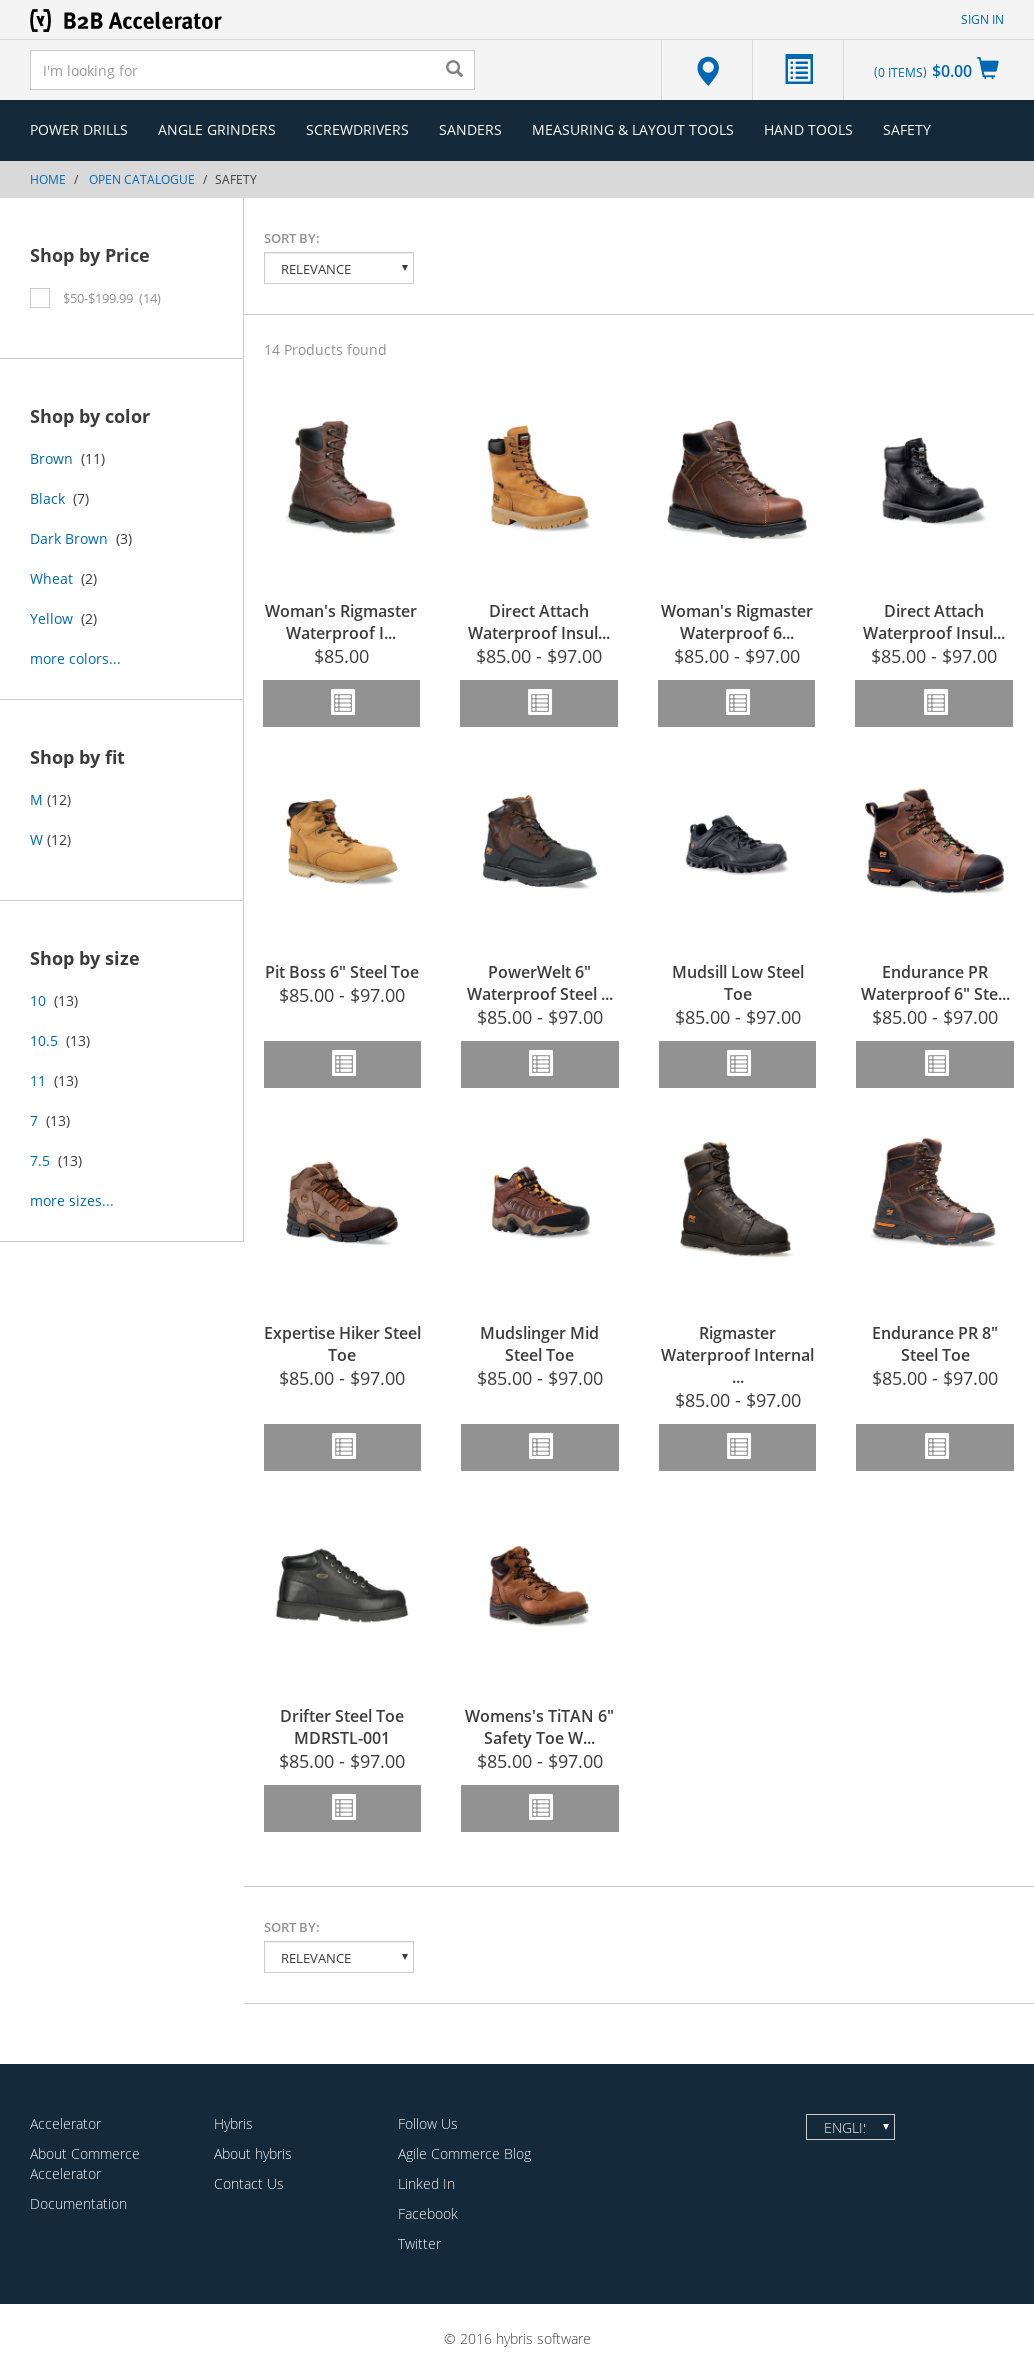 B2B Accelerator
SIGN IN
I'm looking for
(0 ITEMS) $0.00
POWER DRILLS ANGLE GRINDERS SCREWDRIVERS SANDERS MEASURING & LAYOUT TOOLS HAND TOOLS SAFETY
HOME / OPEN CATALOGUE / SAFETY
Shop by Price
$50-$199.99 (14)
Shop by color
Brown (11)
Black (7)
Dark Brown (3)
Wheat (2)
Yellow (2)
more colors...
Shop by fit
M (12)
W (12)
Shop by size
10 (13)
10.5 (13)
11 (13)
7 (13)
7.5 (13)
more sizes...
SORT BY:
RELEVANCE
14 Products found
Woman's Rigmaster
Waterproof I...
$85.00
Direct Attach
Waterproof Insul...
$85.00 - $97.00
Woman's Rigmaster
Waterproof 6...
$85.00 - $97.00
Direct Attach
Waterproof Insul...
$85.00 - $97.00
Pit Boss 6" Steel Toe
$85.00 - $97.00
PowerWelt 6"
Waterproof Steel ...
$85.00 - $97.00
Mudsill Low Steel
Toe
$85.00 - $97.00
Endurance PR
Waterproof 6" Ste...
$85.00 - $97.00
Expertise Hiker Steel
Toe
$85.00 - $97.00
Mudslinger Mid
Steel Toe
$85.00 - $97.00
Rigmaster
Waterproof Internal
...
$85.00 - $97.00
Endurance PR 8"
Steel Toe
$85.00 - $97.00
Drifter Steel Toe
MDRSTL-001
$85.00 - $97.00
Womens's TiTAN 6"
Safety Toe W...
$85.00 - $97.00
SORT BY:
RELEVANCE
Accelerator
About Commerce
Accelerator
Documentation
Hybris
About hybris
Contact Us
Follow Us
Agile Commerce Blog
Linked In
Facebook
Twitter
ENGLIS
© 2016 hybris software